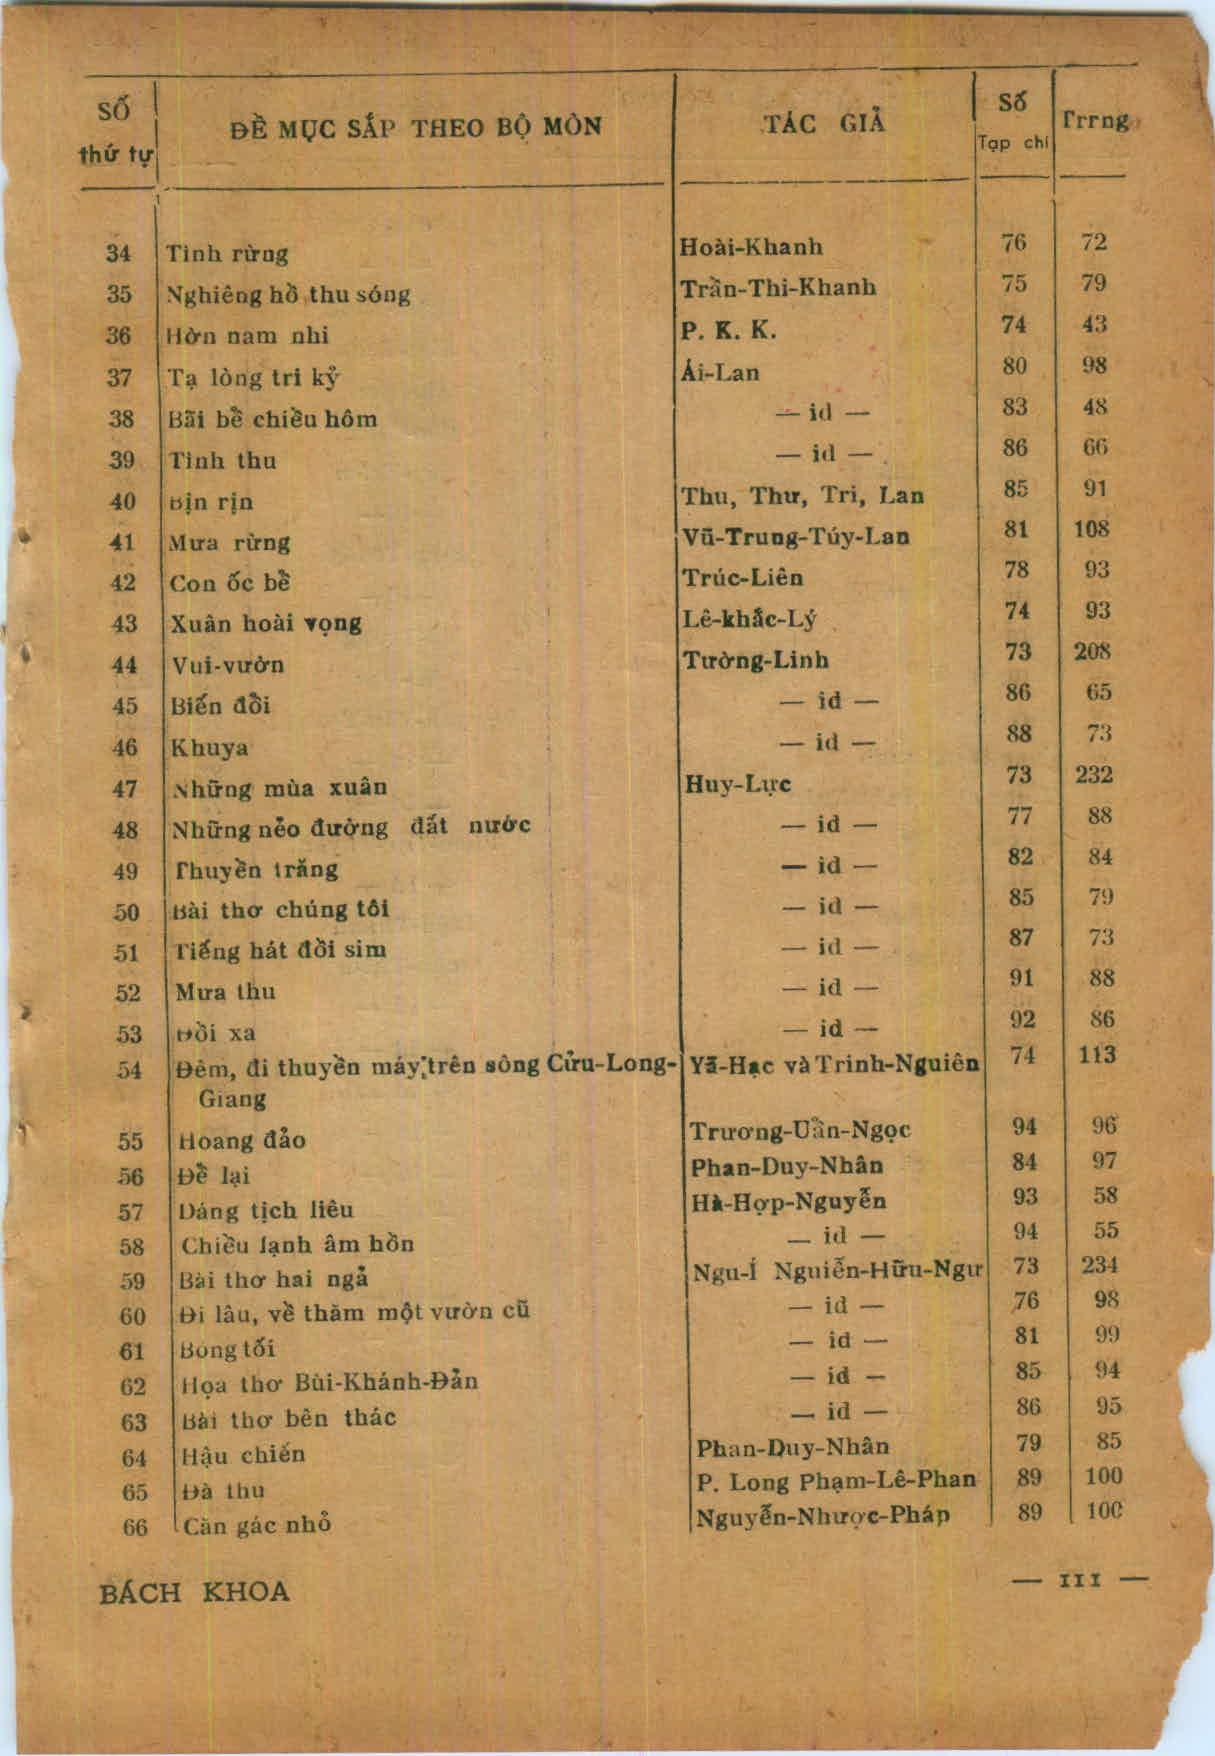 SỐ thứ tự | ĐỀ MỤC SẮP THEO BỘ MÔN | TÁC GIẢ | Số Tạp chí | Trrng
34 Tình rừng Hoài-Khanh 76 72
35 Nghiêng hồ thu sóng Trần-Thi-Khanh 75 79
36 Hờn nam nhi P. K. K. 74 43
37 Tạ lòng tri kỷ Ái-Lan 80 98
38 Bãi bề chiều hôm — id — 83 48
39 Tình thu — id — 86 66
40 Bịn rịn Thu, Thư, Tri, Lan 85 91
41 Mưa rừng Vũ-Trung-Túy-Lan 81 108
42 Con ốc bề Trúc-Liên 78 93
43 Xuân hoài vọng Lê-khắc-Lý 74 93
44 Vui-vườn Tường-Linh 73 208
45 Biến đổi — id — 86 65
46 Khuya — id — 88 73
47 Những mùa xuân Huy-Lực 73 232
48 Những nẻo đường đất nước — id — 77 88
49 Thuyền trăng — id — 82 84
50 Bài thơ chúng tôi — id — 85 79
51 Tiếng hát đồi sim — id — 87 73
52 Mưa thu — id — 91 88
53 Đồi xa — id — 92 86
54 Đêm, đi thuyền máy trên sông Cửu-Long- Yã-Hạc và Trinh-Nguiên 74 113
Giang
55 Hoang đảo Trương-Uẩn-Ngọc 94 96
56 Để lại Phan-Duy-Nhân 84 97
57 Dáng tịch liêu Hà-Hợp-Nguyễn 93 58
58 Chiều lạnh âm hồn — id — 94 55
59 Bài thơ hai ngả Ngu-Í Nguiễn-Hữu-Ngư 73 234
60 Đi lâu, về thăm một vườn cũ — id — 76 98
61 Bóng tối — id — 81 99
62 Họa thơ Bùi-Khánh-Đản — id — 85 94
63 Bài thơ bên thác — id — 86 95
64 Hậu chiến Phan-Duy-Nhân 79 85
65 Đà thu P. Long Phạm-Lê-Phan 89 100
66 Căn gác nhỏ Nguyễn-Nhược-Pháp 89 100
BÁCH KHOA — III —